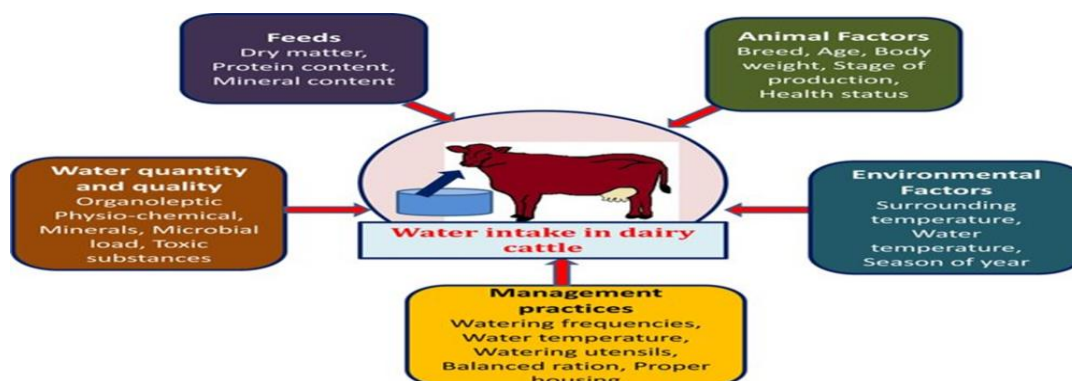 Feeds
Dry matter,
Protein content,
Mineral content
Animal Factors
Breed, Age, Body
weight, Stage of
production,
Health status
Water quantity
and quality
Organoleptic
Physio-chemical,
Minerals, Microbial
load, Toxic
substances
Environmental
Factors
Surrounding
temperature,
Water
temperature,
Season of year
Water intake in dairy
cattle
Management
practices
Watering frequencies,
Water temperature,
Watering utensils,
Balanced ration, Proper
housing